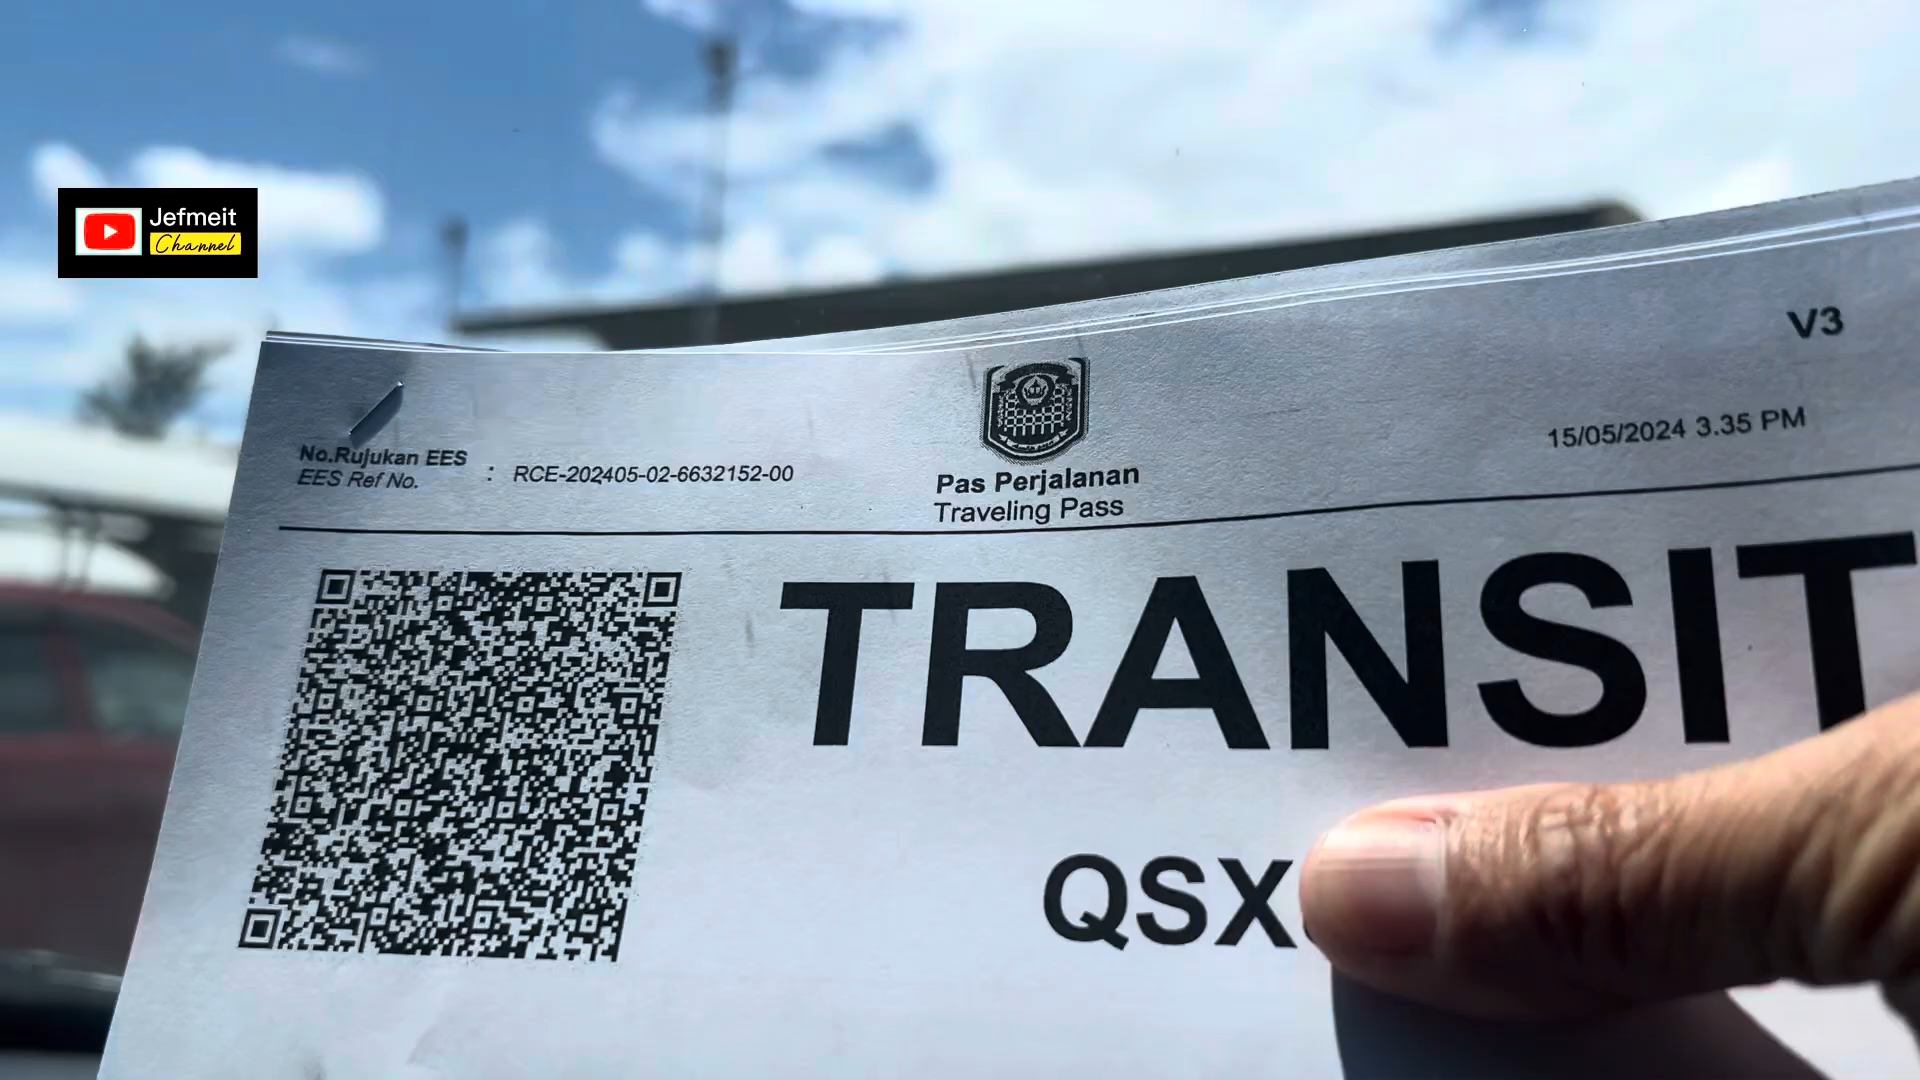 Jefmeit
Channel
V3
15/05/2024 3.35 PM
No.Rujukan EES
EES Ref No.
: RCE-202405-02-6632152-00
Pas Perjalanan
Traveling Pass
TRANSIT
QSX